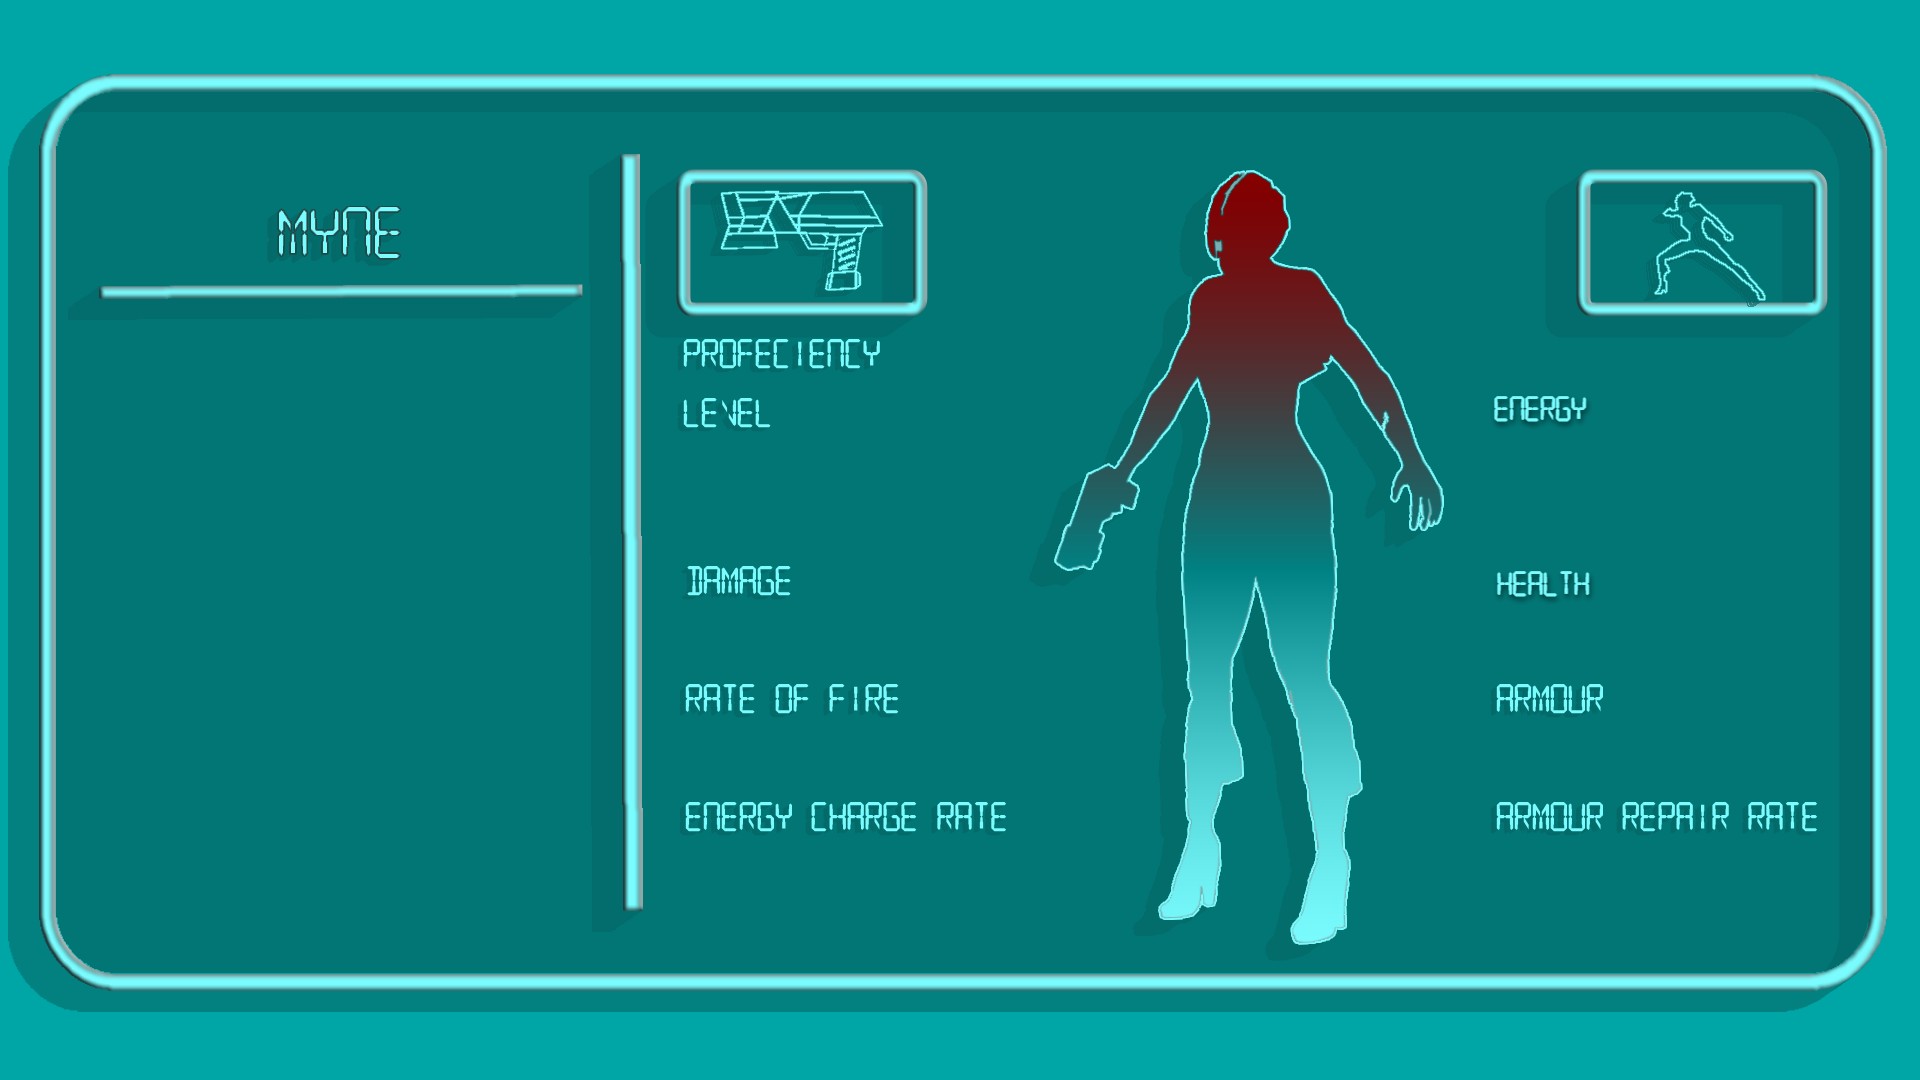 MYNE
PROFECIENCY
LEVEL
DAMAGE
RATE OF FIRE
ENERGY CHARGE RATE
ENERGY
HEALTH
ARMOUR
ARMOUR REPAIR RATE